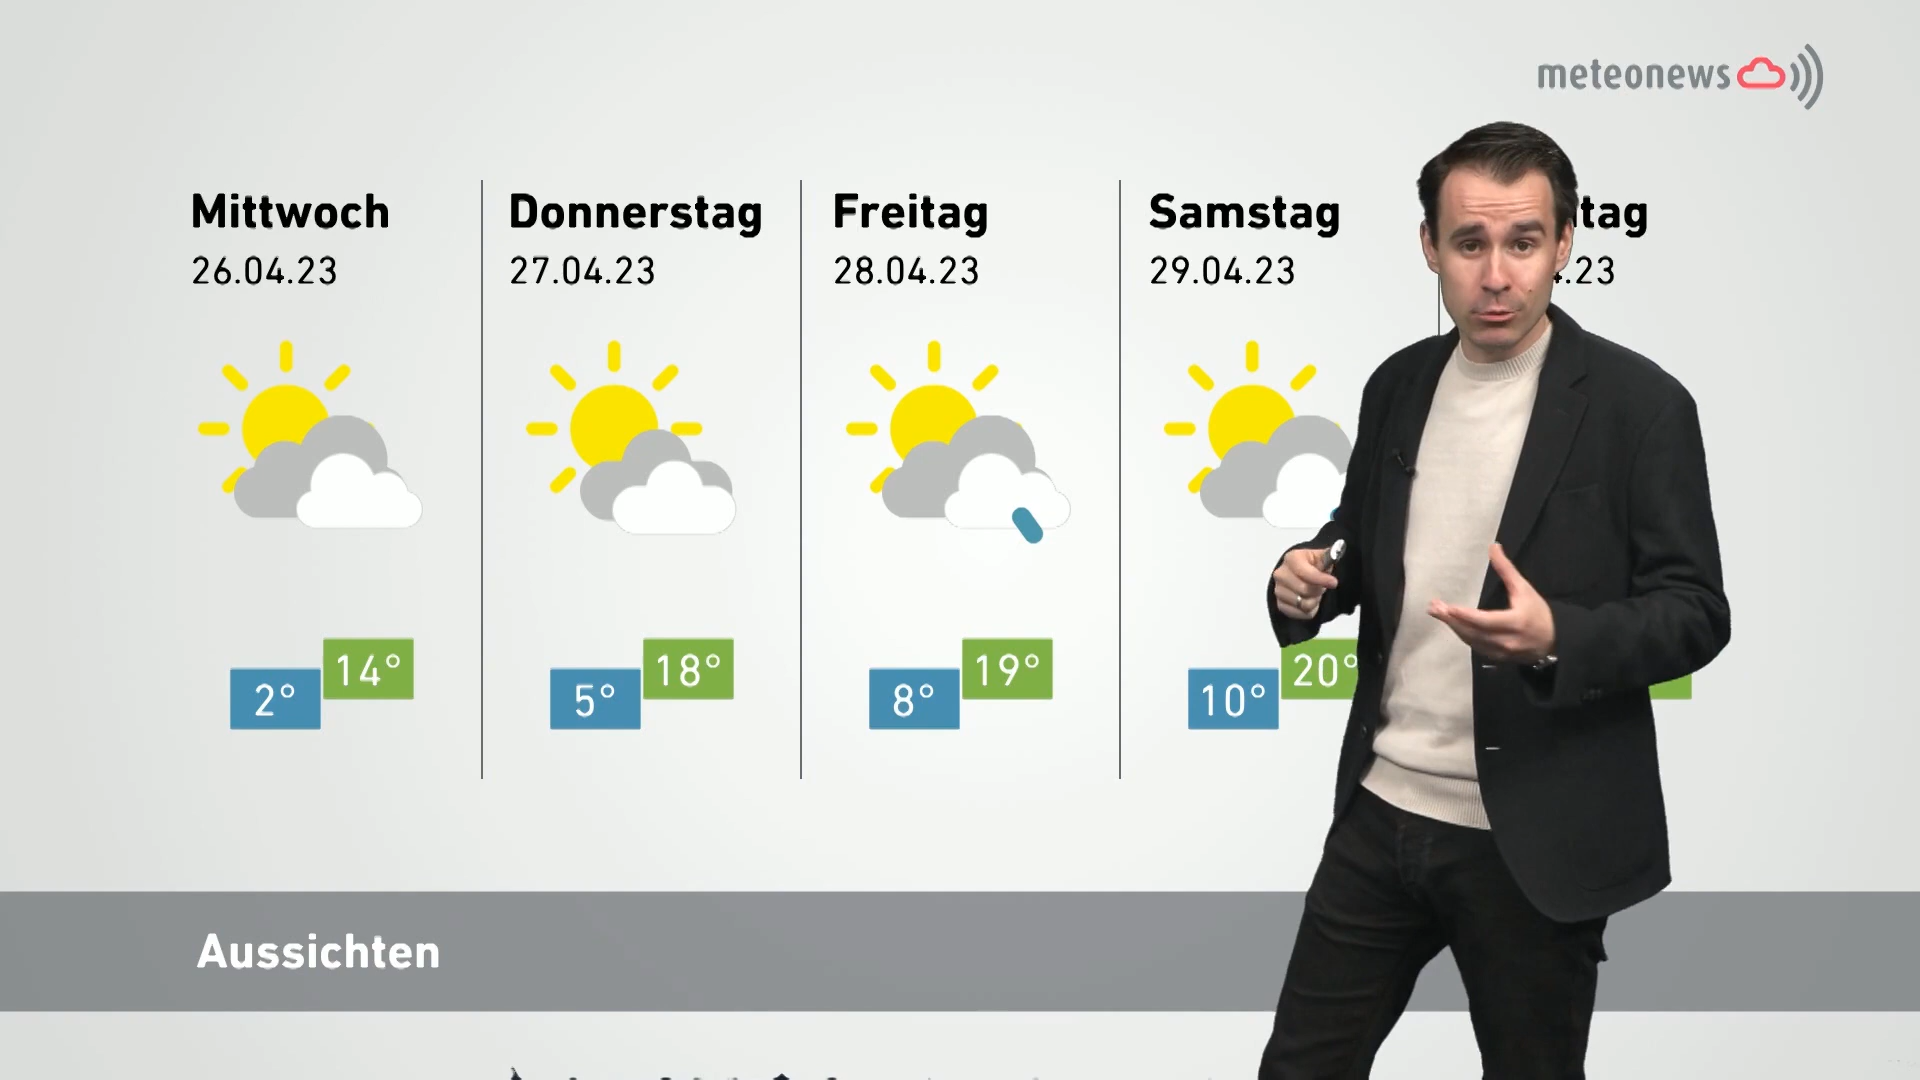 meteonews
Mittwoch
26.04.23
Donnerstag
27.04.23
Freitag
28.04.23
Samstag
29.04.23
2°
14°
5°
18°
8°
19°
10°
20°
Aussichten